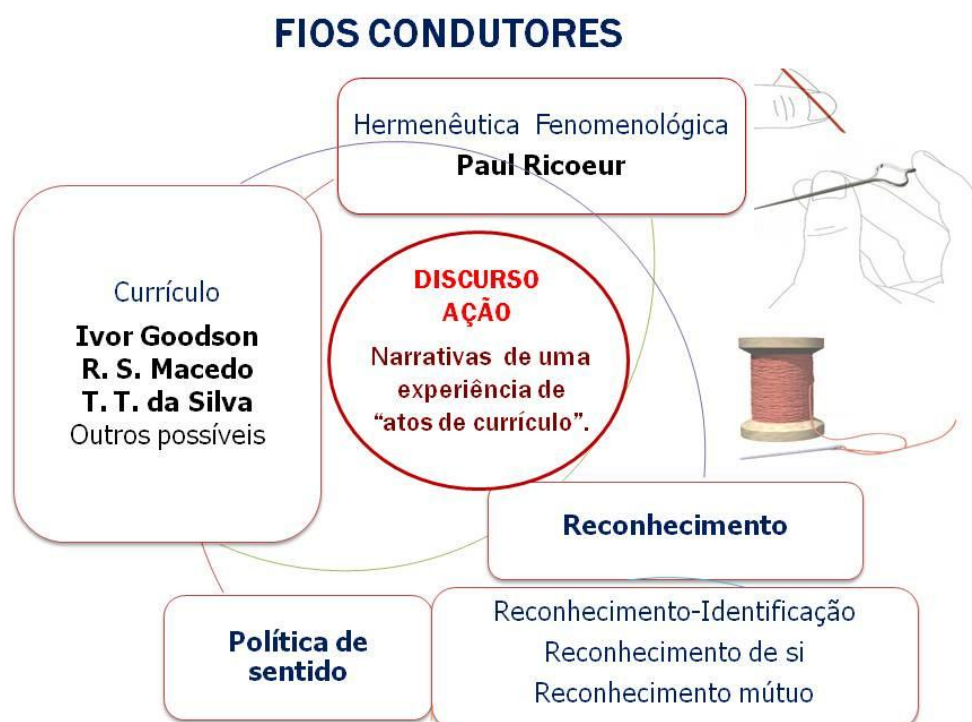 FIOS CONDUTORES
Hermenêutica Fenomenológica
Paul Ricoeur
Currículo
Ivor Goodson
R. S. Macedo
T. T. da Silva
Outros possíveis
DISCURSO
AÇÃO
Narrativas de uma
experiência de
“atos de currículo”.
Reconhecimento
Reconhecimento-Identificação
Reconhecimento de si
Reconhecimento mútuo
Política de
sentido